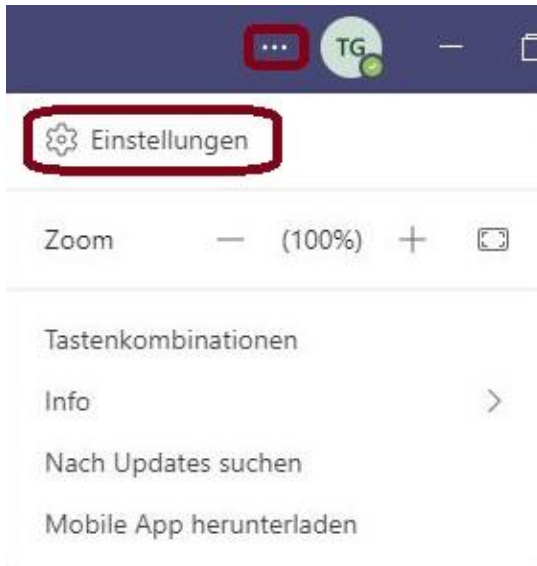 ... TG
Einstellungen
Zoom — (100%) +
Tastenkombinationen
Info >
Nach Updates suchen
Mobile App herunterladen